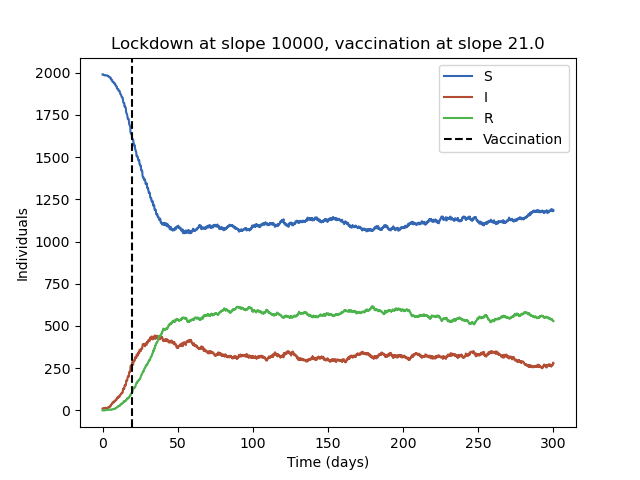 Lockdown at slope 10000, vaccination at slope 21.0
S
I
R
Vaccination
Individuals
2000
1750
1500
1250
1000
750
500
250
0
0 50 100 150 200 250 300
Time (days)